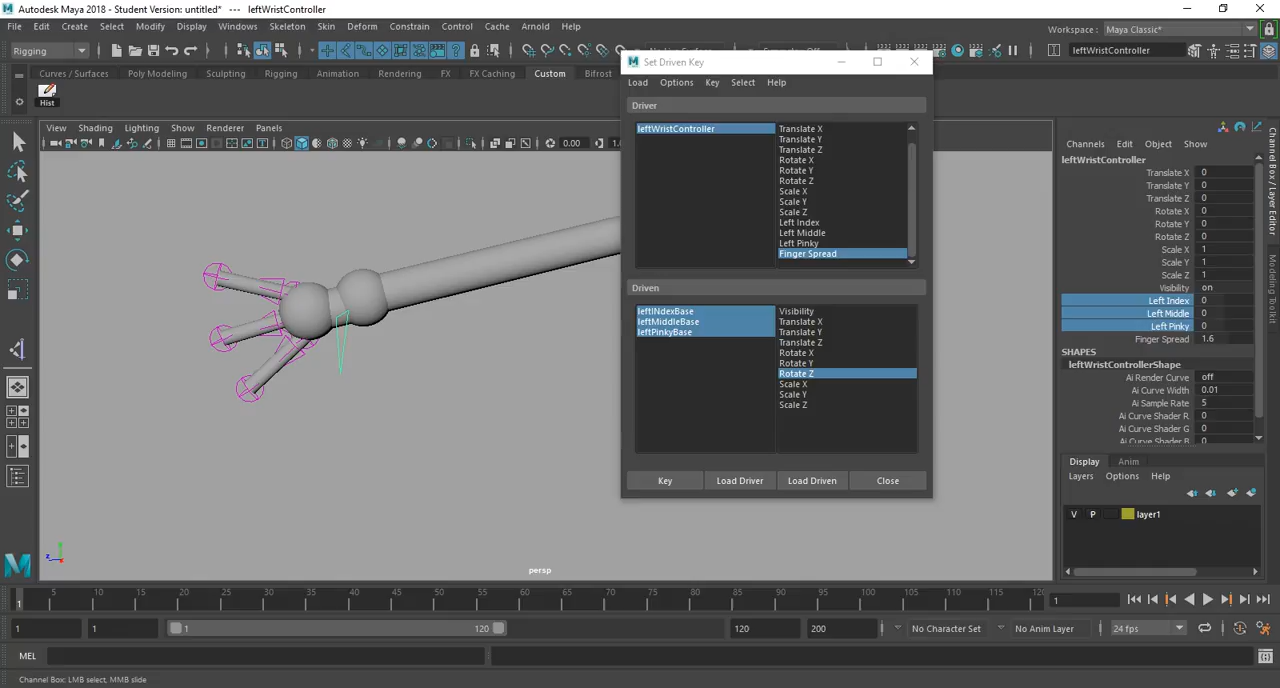 Autodesk Maya 2018 - Student Version: untitled*   ---   leftWristController
File Edit Create Select Modify Display Windows Skeleton Skin Deform Constrain Control Cache Arnold Help
Workspace : Maya Classic*
Rigging
leftWristController
Curves / Surfaces Poly Modeling Sculpting Rigging Animation Rendering FX FX Caching Custom Bifrost
Hist
View Shading Lighting Show Renderer Panels
0.00
Set Driven Key
Load Options Key Select Help
Driver
leftWristController
Translate X
Translate Y
Translate Z
Rotate X
Rotate Y
Rotate Z
Scale X
Scale Y
Scale Z
Left Index
Left Middle
Left Pinky
Finger Spread
Driven
leftINdexBase
leftMiddleBase
leftPinkyBase
Visibility
Translate X
Translate Y
Translate Z
Rotate X
Rotate Y
Rotate Z
Scale X
Scale Y
Scale Z
Key Load Driver Load Driven Close
persp
z
Channels Edit Object Show
leftWristController
Translate X 0
Translate Y 0
Translate Z 0
Rotate X 0
Rotate Y 0
Rotate Z 0
Scale X 1
Scale Y 1
Scale Z 1
Visibility on
Left Index 0
Left Middle 0
Left Pinky 0
Finger Spread 1.6
SHAPES
leftWristControllerShape
Ai Render Curve off
Ai Curve Width 0.01
Ai Sample Rate 5
Ai Curve Shader R 0
Ai Curve Shader G 0
Ai Curve Shader B 0
Channel Box / Layer Editor
Modeling Toolkit
Display Anim
Layers Options Help
V P layer1
1 5 10 15 20 25 30 35 40 45 50 55 60 65 70 75 80 85 90 95 100 105 110 115 120
1
1 1 1 120 120 200 No Character Set No Anim Layer 24 fps
MEL
Channel Box: LMB select, MMB slide